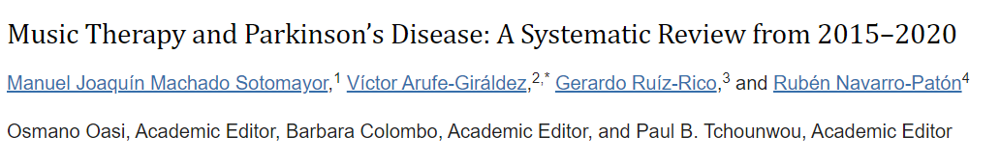 Music Therapy and Parkinson’s Disease: A Systematic Review from 2015–2020
Manuel Joaquín Machado Sotomayor,1 Víctor Arufe-Giráldez,2,* Gerardo Ruíz-Rico,3 and Rubén Navarro-Patón4
Osmano Oasi, Academic Editor, Barbara Colombo, Academic Editor, and Paul B. Tchounwou, Academic Editor